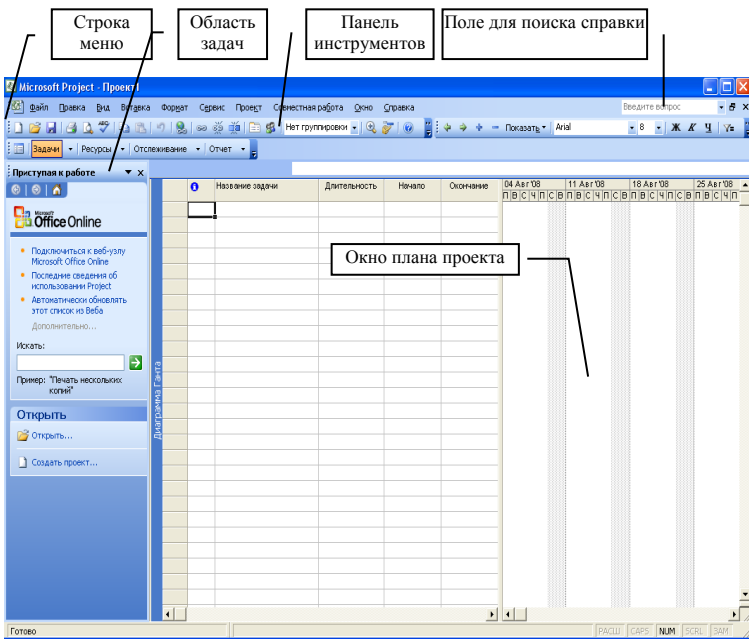 Строка
меню
Область
задач
Панель
инструментов
Поле для поиска справки
Microsoft Project - Проект1
Файл Правка Вид Вставка Формат Сервис Проект Совместная работа Окно Справка Введите вопрос
Нет группировки Показать Arial 8 Ж К Ч
Задачи Ресурсы Отслеживание Отчет
Приступая к работе
Название задачи Длительность Начало Окончание 04 Авг '08 11 Авг '08 18 Авг '08 25 Авг '08
П В С Ч П С В П В С Ч П С В П В С Ч П С В П В С Ч П
Microsoft
Office Online
Подключиться к веб-узлу
Microsoft Office Online
Последние сведения об
использовании Project
Автоматически обновлять
этот список из Веба
Дополнительно...
Искать:
Пример: "Печать нескольких
копий"
Открыть
Открыть...
Создать проект...
Диаграмма Ганта
Окно плана проекта
Готово РАСШ CAPS NUM SCRL ЗАМ